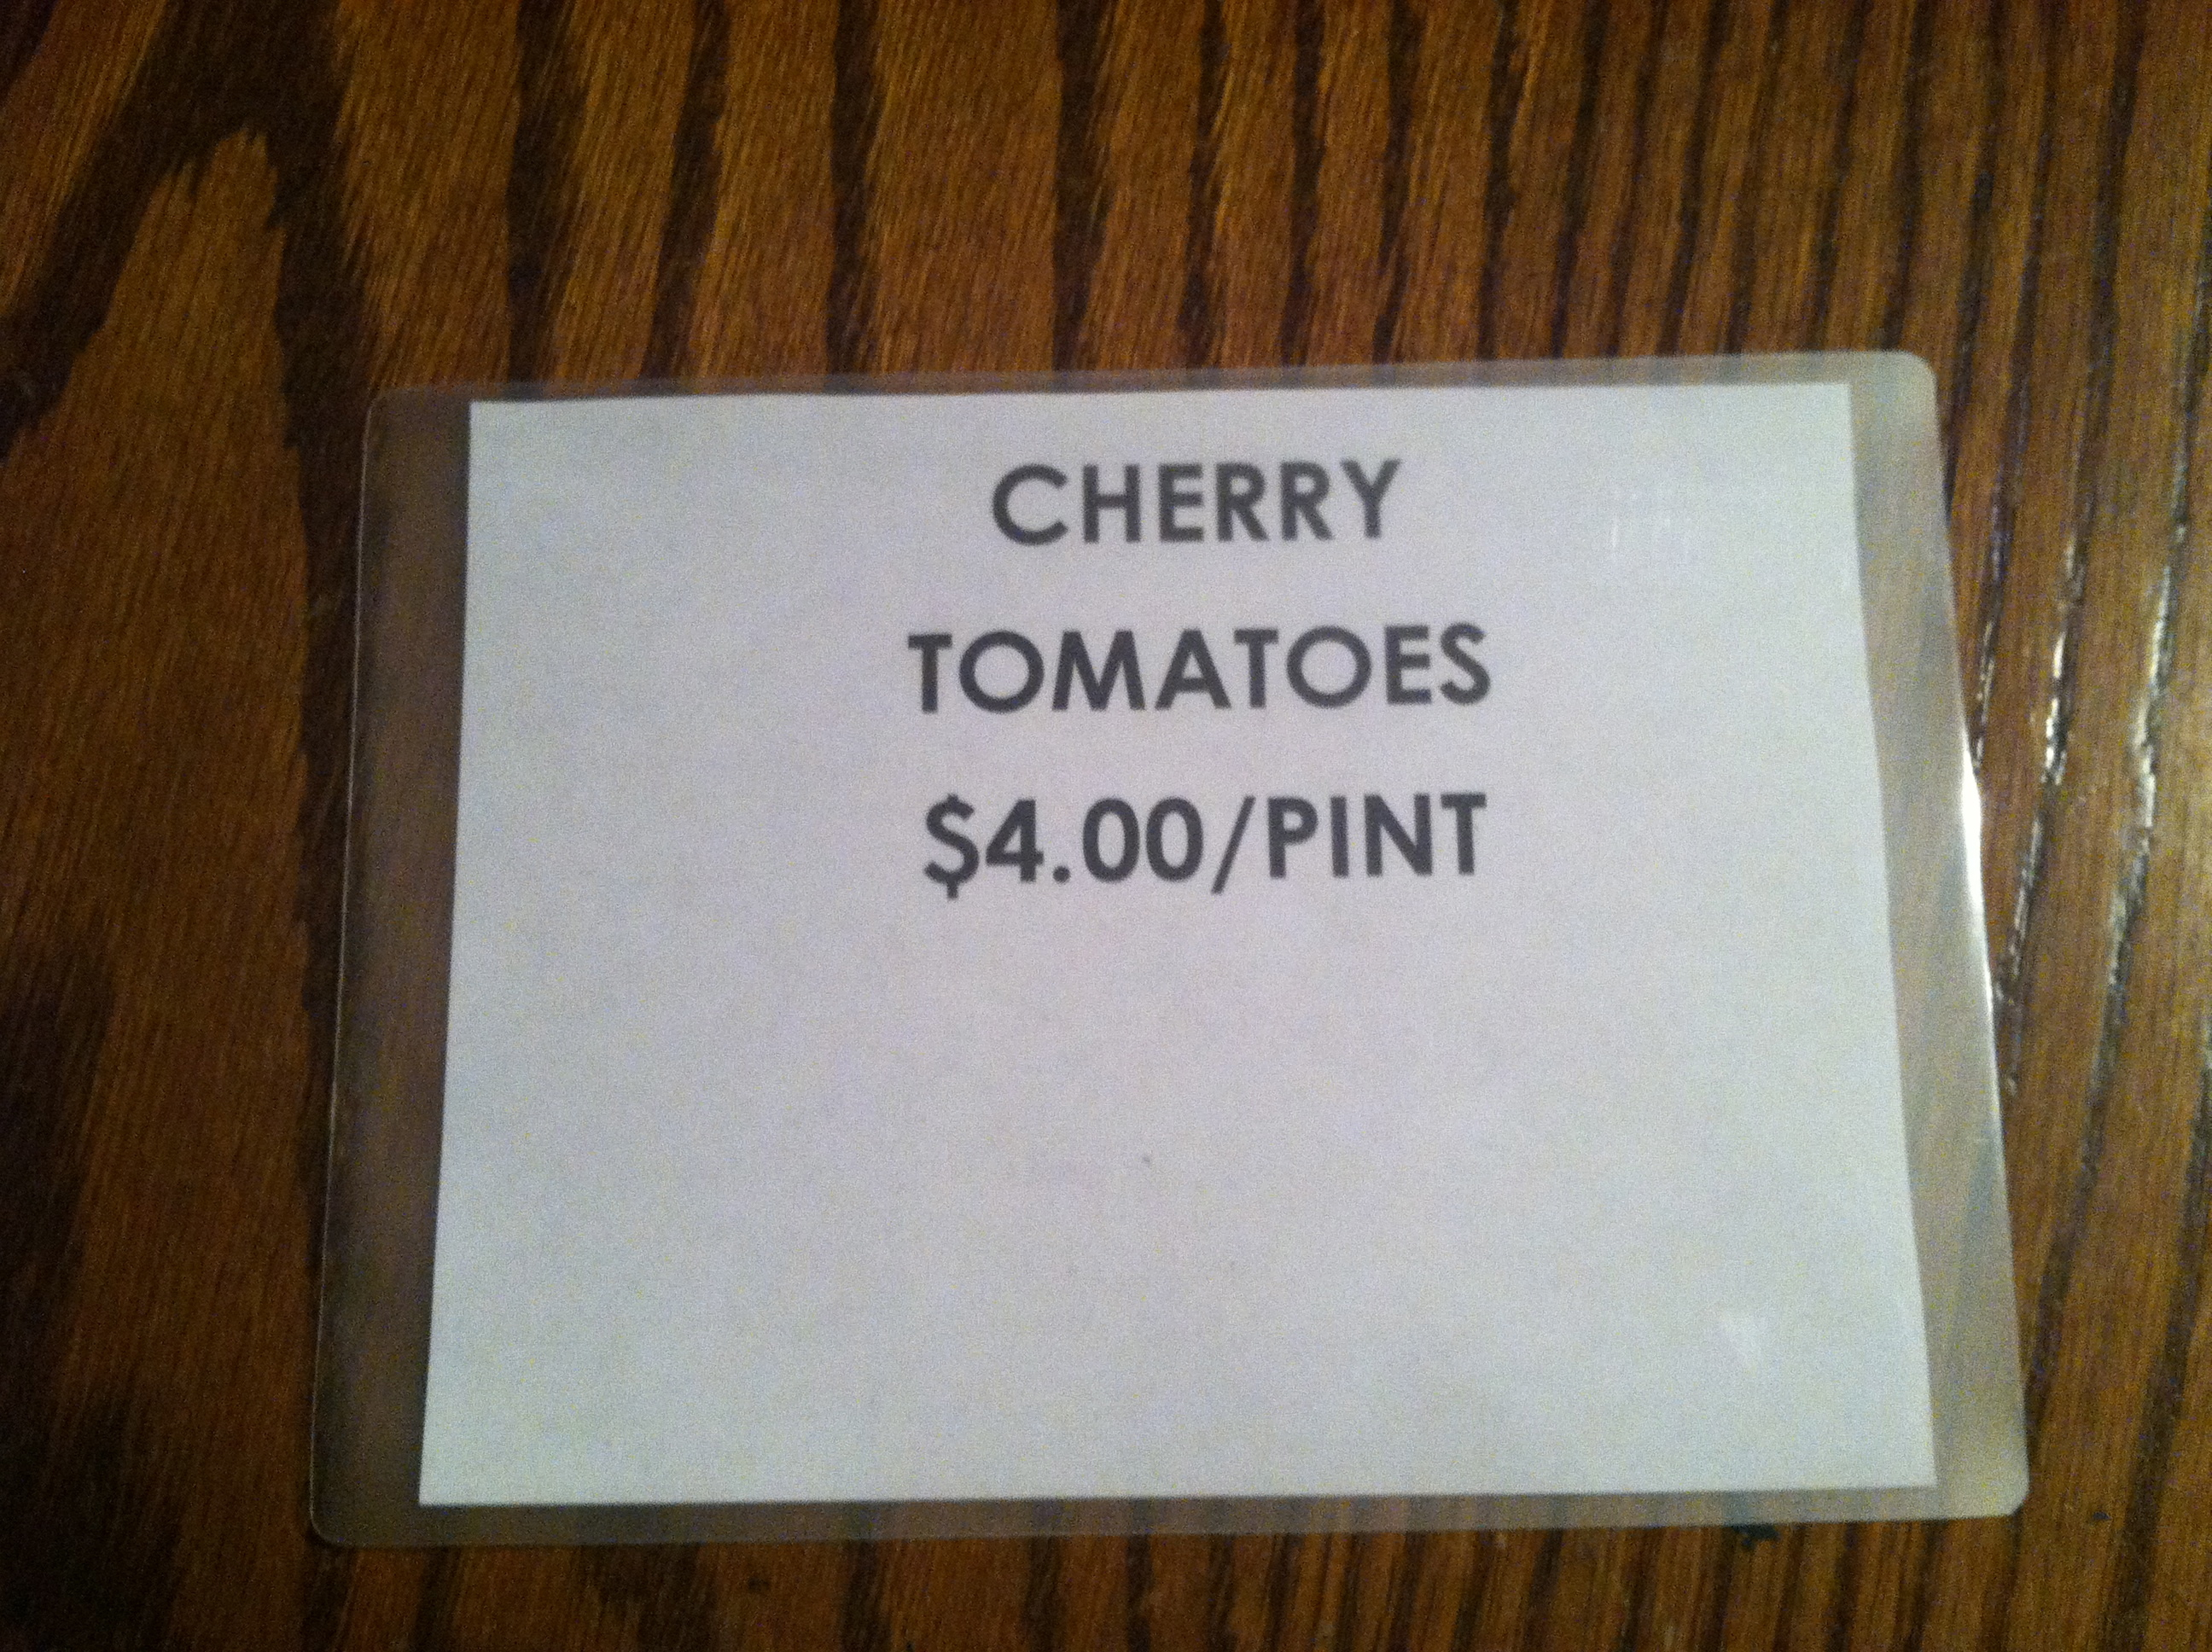 CHERRY
TOMATOES
$4.00/PINT